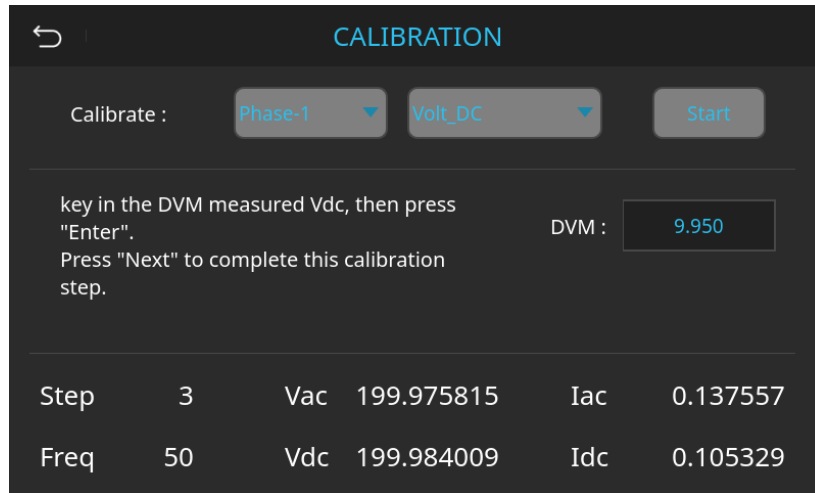 CALIBRATION
Calibrate : Phase-1 Volt_DC Start
key in the DVM measured Vdc, then press
"Enter".
Press "Next" to complete this calibration
step.
DVM : 9.950
Step 3 Vac 199.975815 Iac 0.137557
Freq 50 Vdc 199.984009 Idc 0.105329